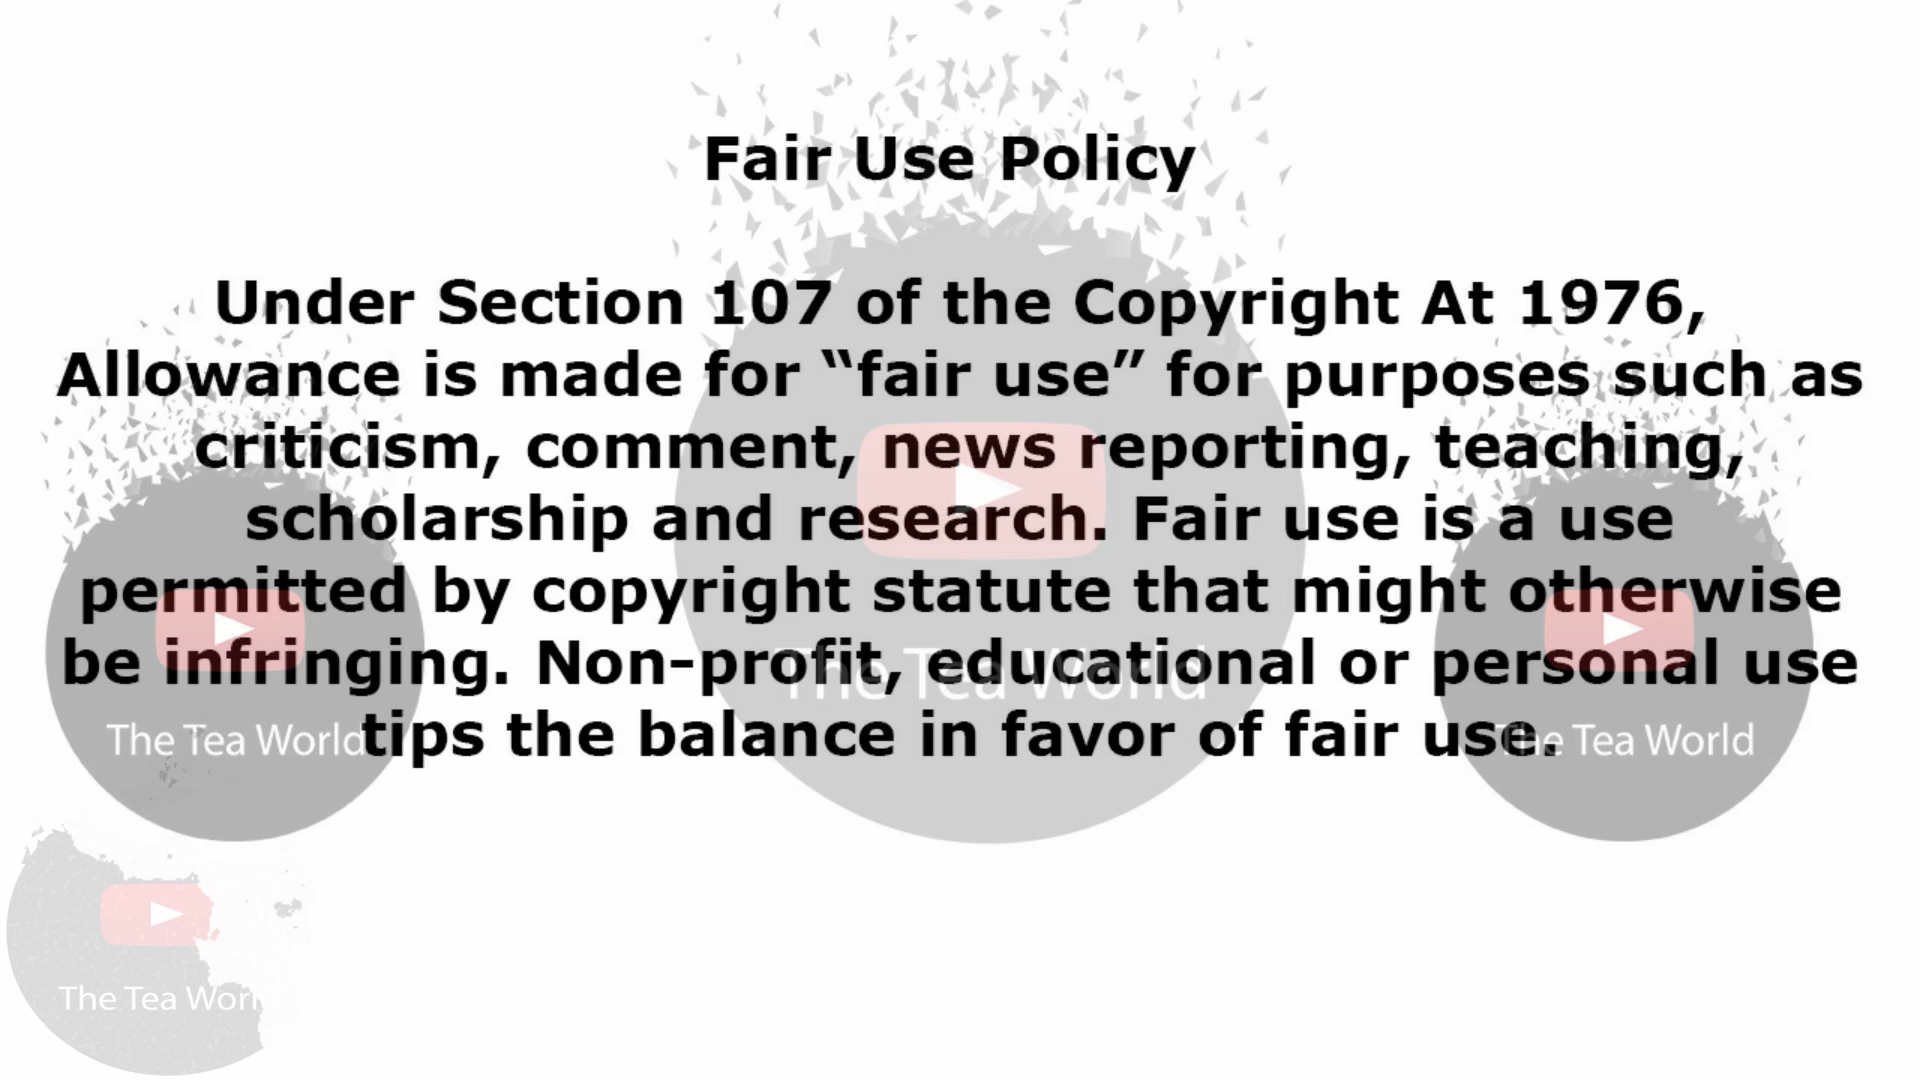 Fair Use Policy
Under Section 107 of the Copyright At 1976,
Allowance is made for “fair use” for purposes such as
criticism, comment, news reporting, teaching,
scholarship and research. Fair use is a use
permitted by copyright statute that might otherwise
be infringing. Non-profit, educational or personal use
tips the balance in favor of fair use.
The Tea World
The Tea World
The Tea World
The Tea Worl